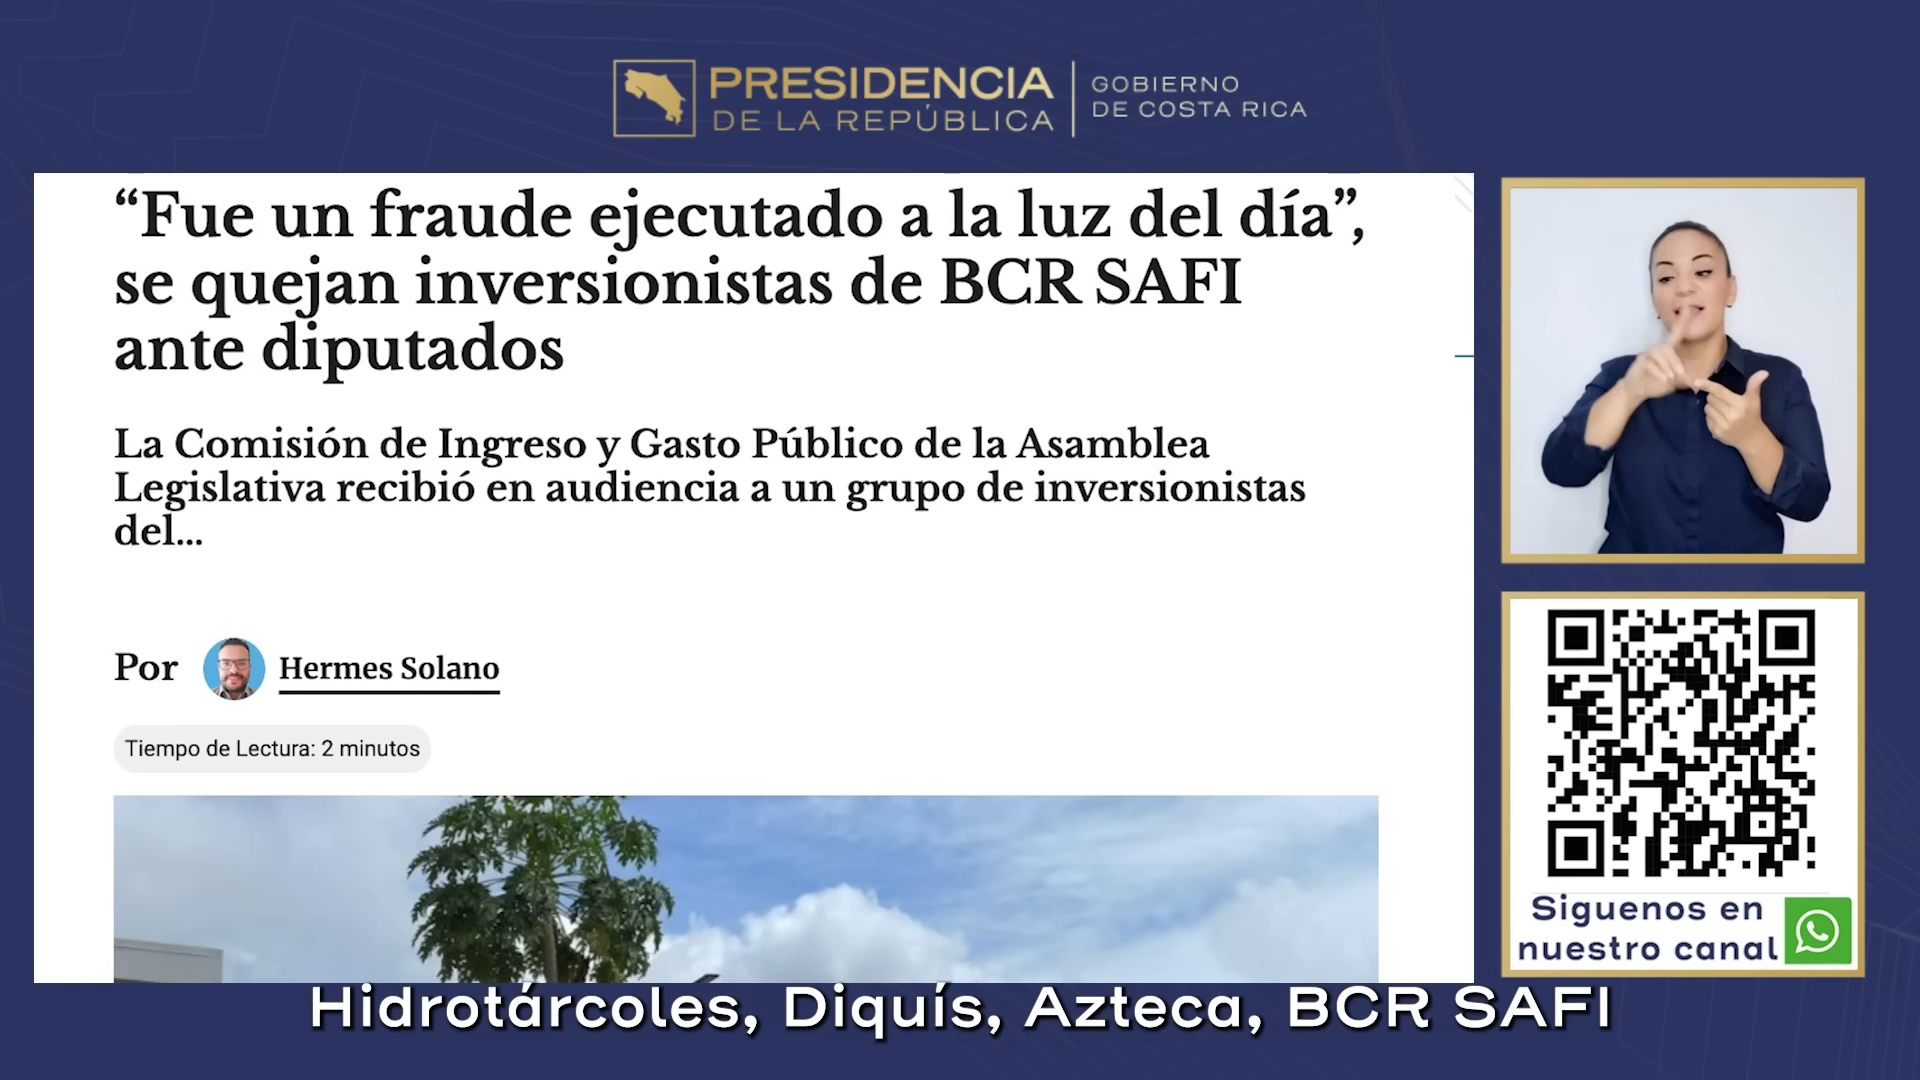 PRESIDENCIA
DE LA REPÚBLICA
GOBIERNO
DE COSTA RICA
“Fue un fraude ejecutado a la luz del día”,
se quejan inversionistas de BCR SAFI
ante diputados
La Comisión de Ingreso y Gasto Público de la Asamblea
Legislativa recibió en audiencia a un grupo de inversionistas
del...
Por Hermes Solano
Tiempo de Lectura: 2 minutos
Siguenos en
nuestro canal
Hidrotárcoles, Diquís, Azteca, BCR SAFI